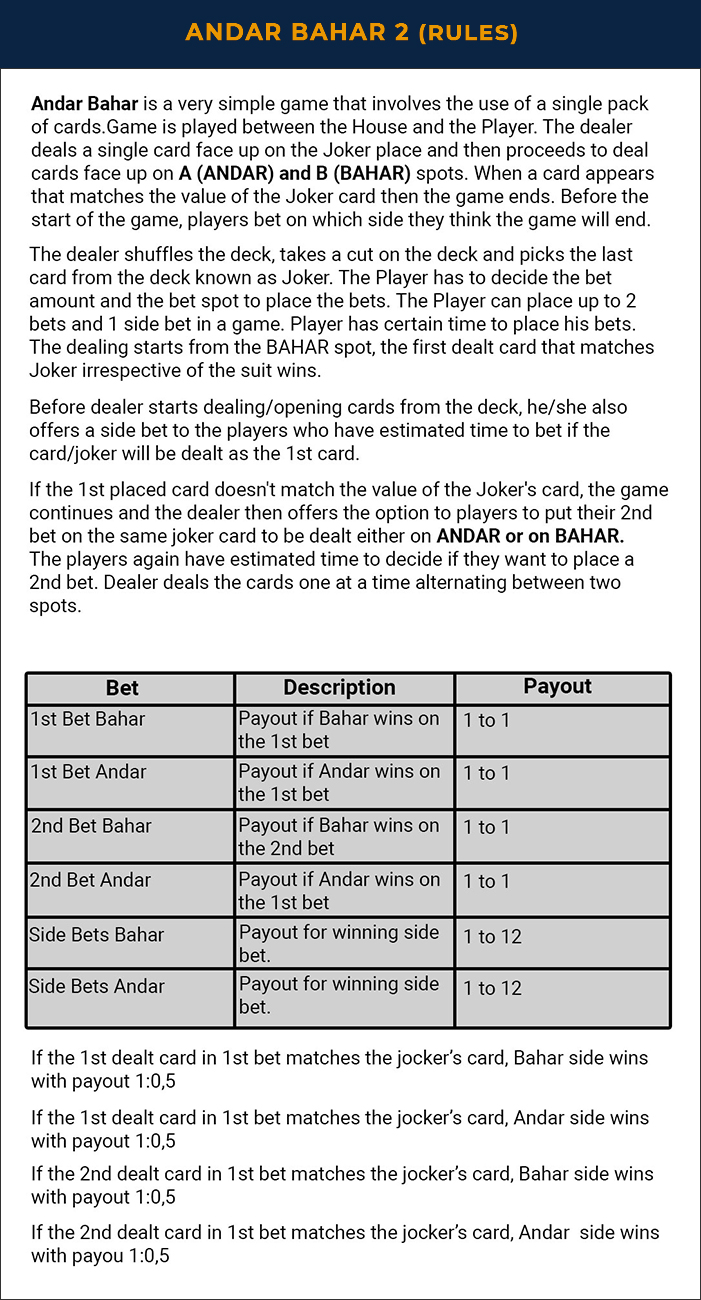 ANDAR BAHAR 2 (RULES)
Andar Bahar is a very simple game that involves the use of a single pack
of cards.Game is played between the House and the Player. The dealer
deals a single card face up on the Joker place and then proceeds to deal
cards face up on A (ANDAR) and B (BAHAR) spots. When a card appears
that matches the value of the Joker card then the game ends. Before the
start of the game, players bet on which side they think the game will end.
The dealer shuffles the deck, takes a cut on the deck and picks the last
card from the deck known as Joker. The Player has to decide the bet
amount and the bet spot to place the bets. The Player can place up to 2
bets and 1 side bet in a game. Player has certain time to place his bets.
The dealing starts from the BAHAR spot, the first dealt card that matches
Joker irrespective of the suit wins.
Before dealer starts dealing/opening cards from the deck, he/she also
offers a side bet to the players who have estimated time to bet if the
card/joker will be dealt as the 1st card.
If the 1st placed card doesn't match the value of the Joker's card, the game
continues and the dealer then offers the option to players to put their 2nd
bet on the same joker card to be dealt either on ANDAR or on BAHAR.
The players again have estimated time to decide if they want to place a
2nd bet. Dealer deals the cards one at a time alternating between two
spots.
Bet Description Payout
1st Bet Bahar Payout if Bahar wins on 1 to 1
the 1st bet
1st Bet Andar Payout if Andar wins on 1 to 1
the 1st bet
2nd Bet Bahar Payout if Bahar wins on 1 to 1
the 2nd bet
2nd Bet Andar Payout if Andar wins on 1 to 1
the 1st bet
Side Bets Bahar Payout for winning side 1 to 12
bet.
Side Bets Andar Payout for winning side 1 to 12
bet.
If the 1st dealt card in 1st bet matches the jocker’s card, Bahar side wins
with payout 1:0,5
If the 1st dealt card in 1st bet matches the jocker’s card, Andar side wins
with payout 1:0,5
If the 2nd dealt card in 1st bet matches the jocker’s card, Bahar side wins
with payout 1:0,5
If the 2nd dealt card in 1st bet matches the jocker’s card, Andar  side wins
with payou 1:0,5